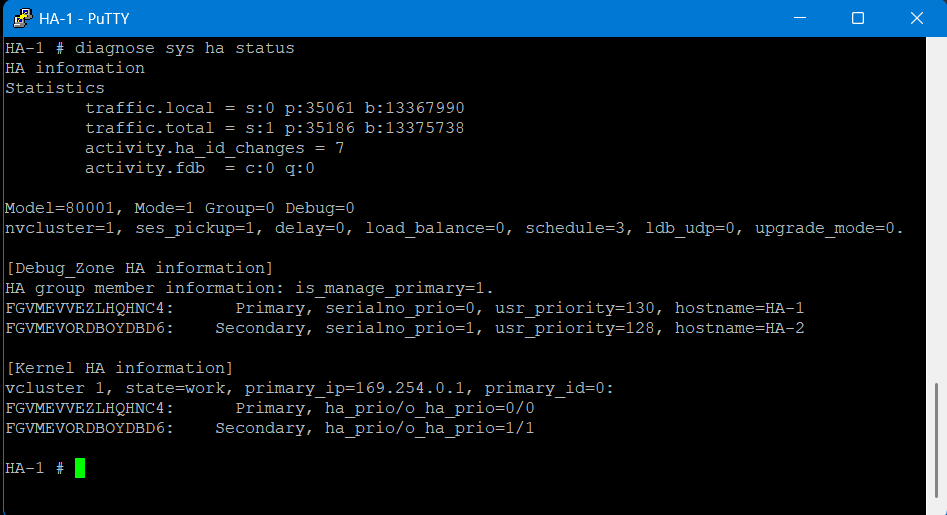 HA-1 - PuTTY
HA-1 # diagnose sys ha status
HA information
Statistics
        traffic.local = s:0 p:35061 b:13367990
        traffic.total = s:1 p:35186 b:13375738
        activity.ha_id_changes = 7
        activity.fdb  = c:0 q:0

Model=80001, Mode=1 Group=0 Debug=0
nvcluster=1, ses_pickup=1, delay=0, load_balance=0, schedule=3, ldb_udp=0, upgrade_mode=0.

[Debug_Zone HA information]
HA group member information: is_manage_primary=1.
FGVMEVVEZLHQHNC4:      Primary, serialno_prio=0, usr_priority=130, hostname=HA-1
FGVMEVORDBOYDBD6:    Secondary, serialno_prio=1, usr_priority=128, hostname=HA-2

[Kernel HA information]
vcluster 1, state=work, primary_ip=169.254.0.1, primary_id=0:
FGVMEVVEZLHQHNC4:      Primary, ha_prio/o_ha_prio=0/0
FGVMEVORDBOYDBD6:    Secondary, ha_prio/o_ha_prio=1/1

HA-1 #